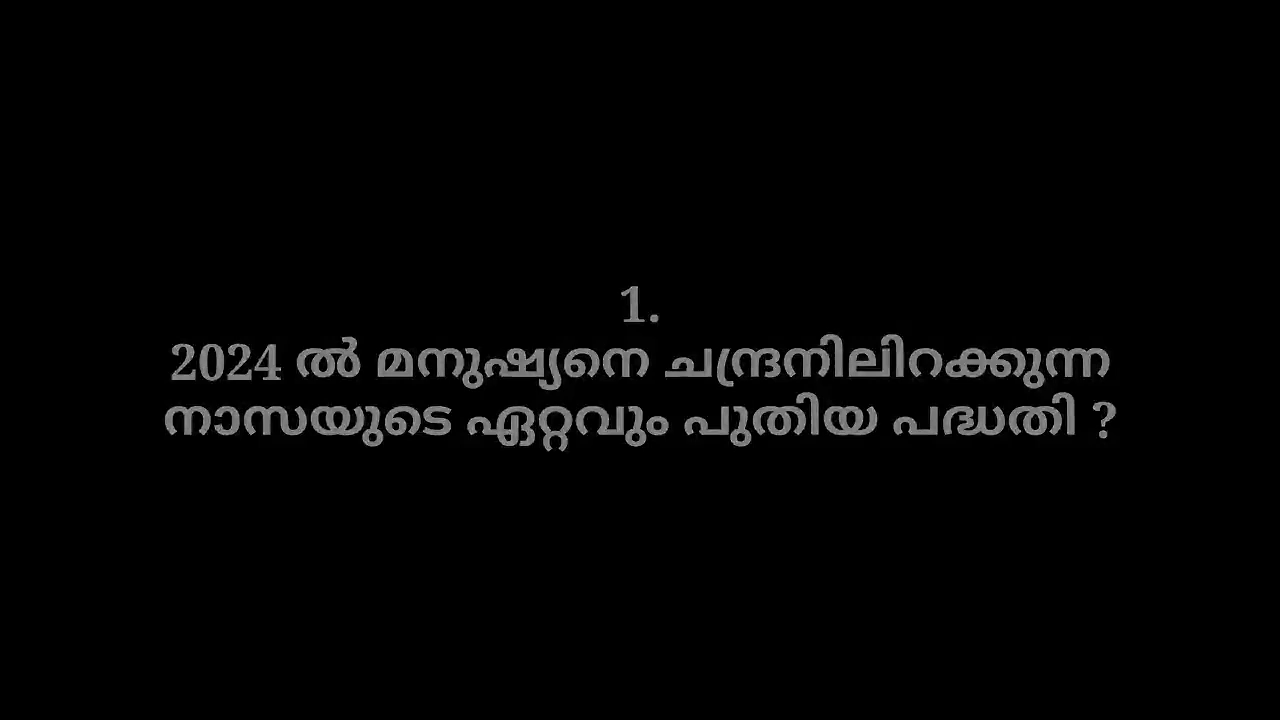 1.
2024 ൽ മനുഷ്യനെ ചന്ദ്രനിലിറക്കുന്ന
നാസയുടെ ഏറ്റവും പുതിയ പദ്ധതി ?